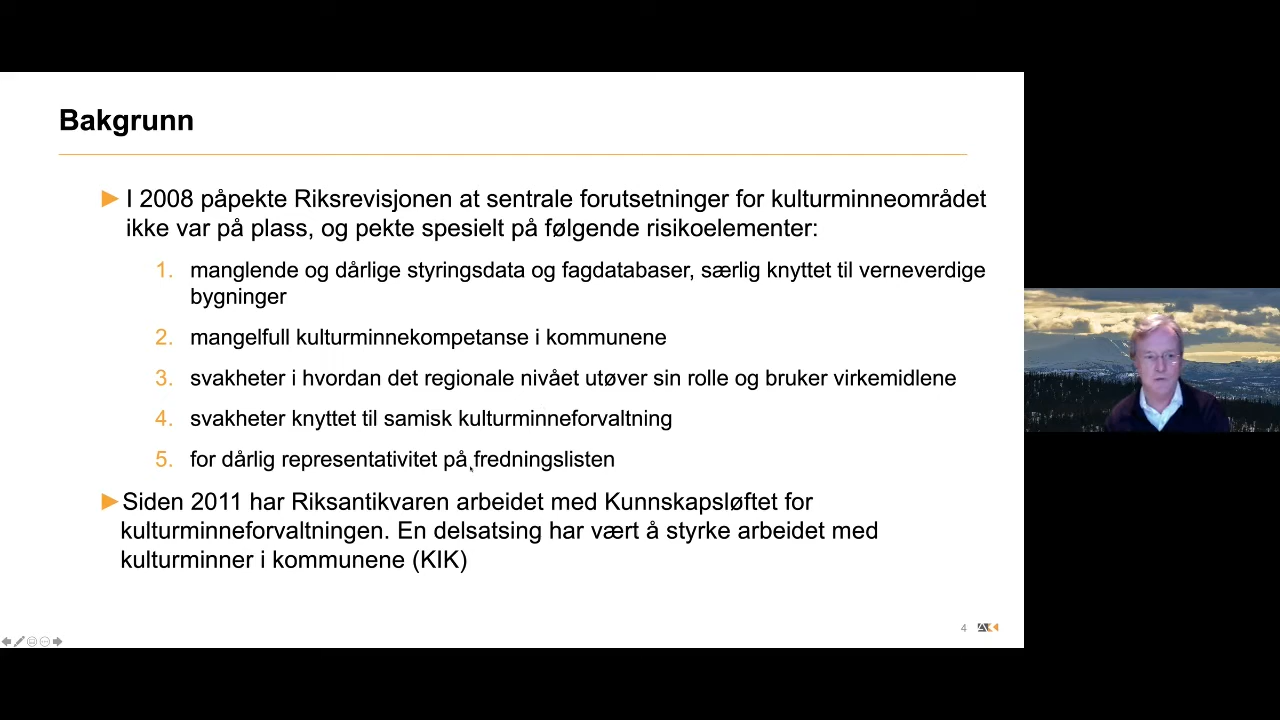 Bakgrunn
I 2008 påpekte Riksrevisjonen at sentrale forutsetninger for kulturminneområdet
ikke var på plass, og pekte spesielt på følgende risikoelementer:
1. manglende og dårlige styringsdata og fagdatabaser, særlig knyttet til verneverdige
bygninger
2. mangelfull kulturminnekompetanse i kommunene
3. svakheter i hvordan det regionale nivået utøver sin rolle og bruker virkemidlene
4. svakheter knyttet til samisk kulturminneforvaltning
5. for dårlig representativitet på fredningslisten
Siden 2011 har Riksantikvaren arbeidet med Kunnskapsløftet for
kulturminneforvaltningen. En delsatsing har vært å styrke arbeidet med
kulturminner i kommunene (KIK)
4